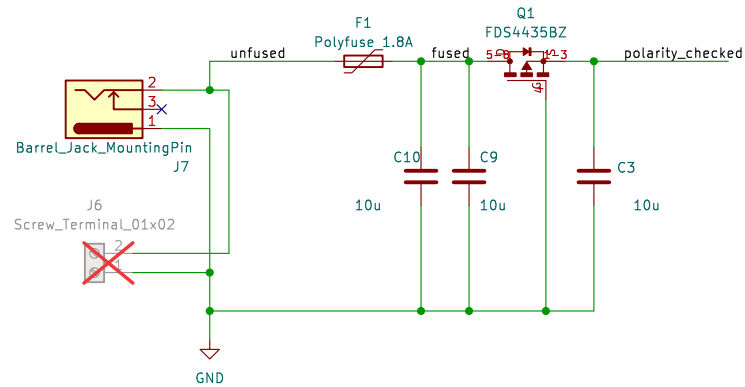 Q1
FDS4435BZ
F1
Polyfuse_1.8A
unfused
fused
5-8
1-3
polarity_checked
D
S
4
G
2
3
1
Barrel_Jack_MountingPin
J7
C10
10u
C9
10u
C3
10u
J6
Screw_Terminal_01x02
2
1
GND